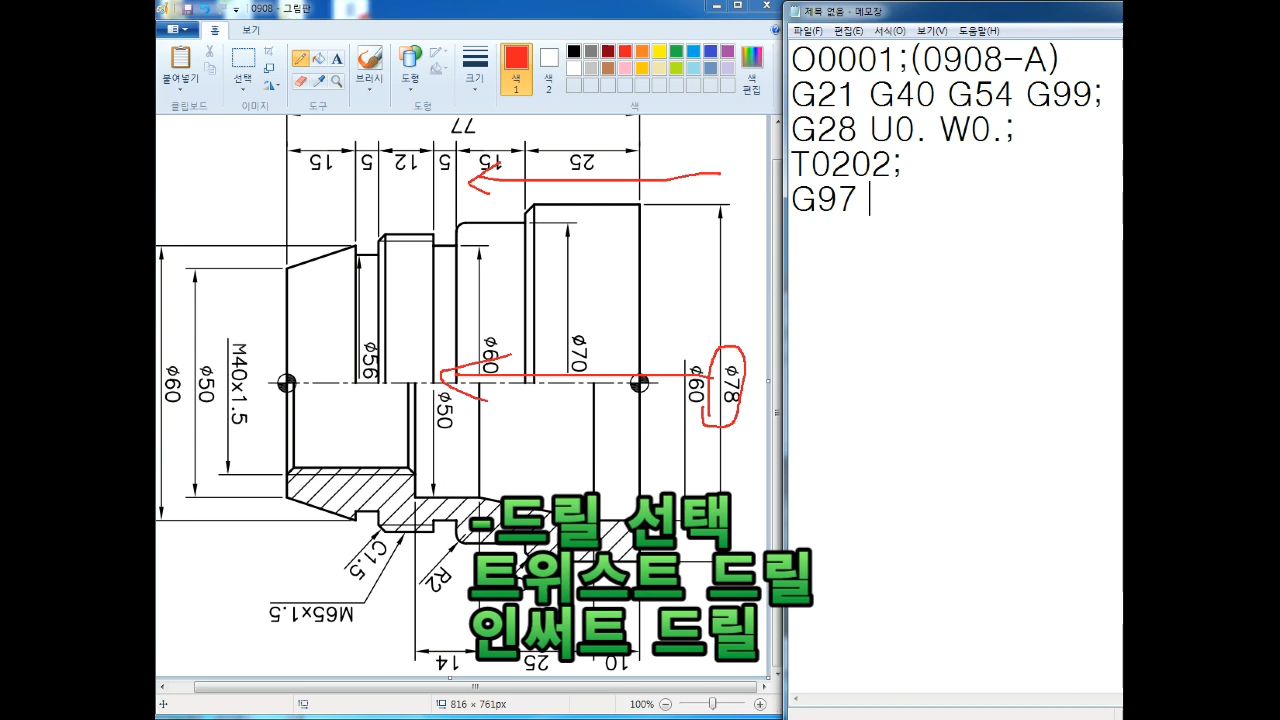 0908 - 그림판
홈 보기
붙여넣기
선택
브러시
도형
크기
색
1
색
2
색
편집
클립보드
이미지
도구
도형
색
77
15 5 12 5 15 25
ø60
ø50
M40x1.5
ø56
ø50
ø60
ø70
ø60
ø78
C1.5
R2
M65x1.5
14 25 10
-드릴 선택
트위스트 드릴
인써트 드릴
816 × 761px
100%
제목 없음 - 메모장
파일(F) 편집(E) 서식(O) 보기(V) 도움말(H)
O0001;(0908-A)
G21 G40 G54 G99;
G28 U0. W0.;
T0202;
G97